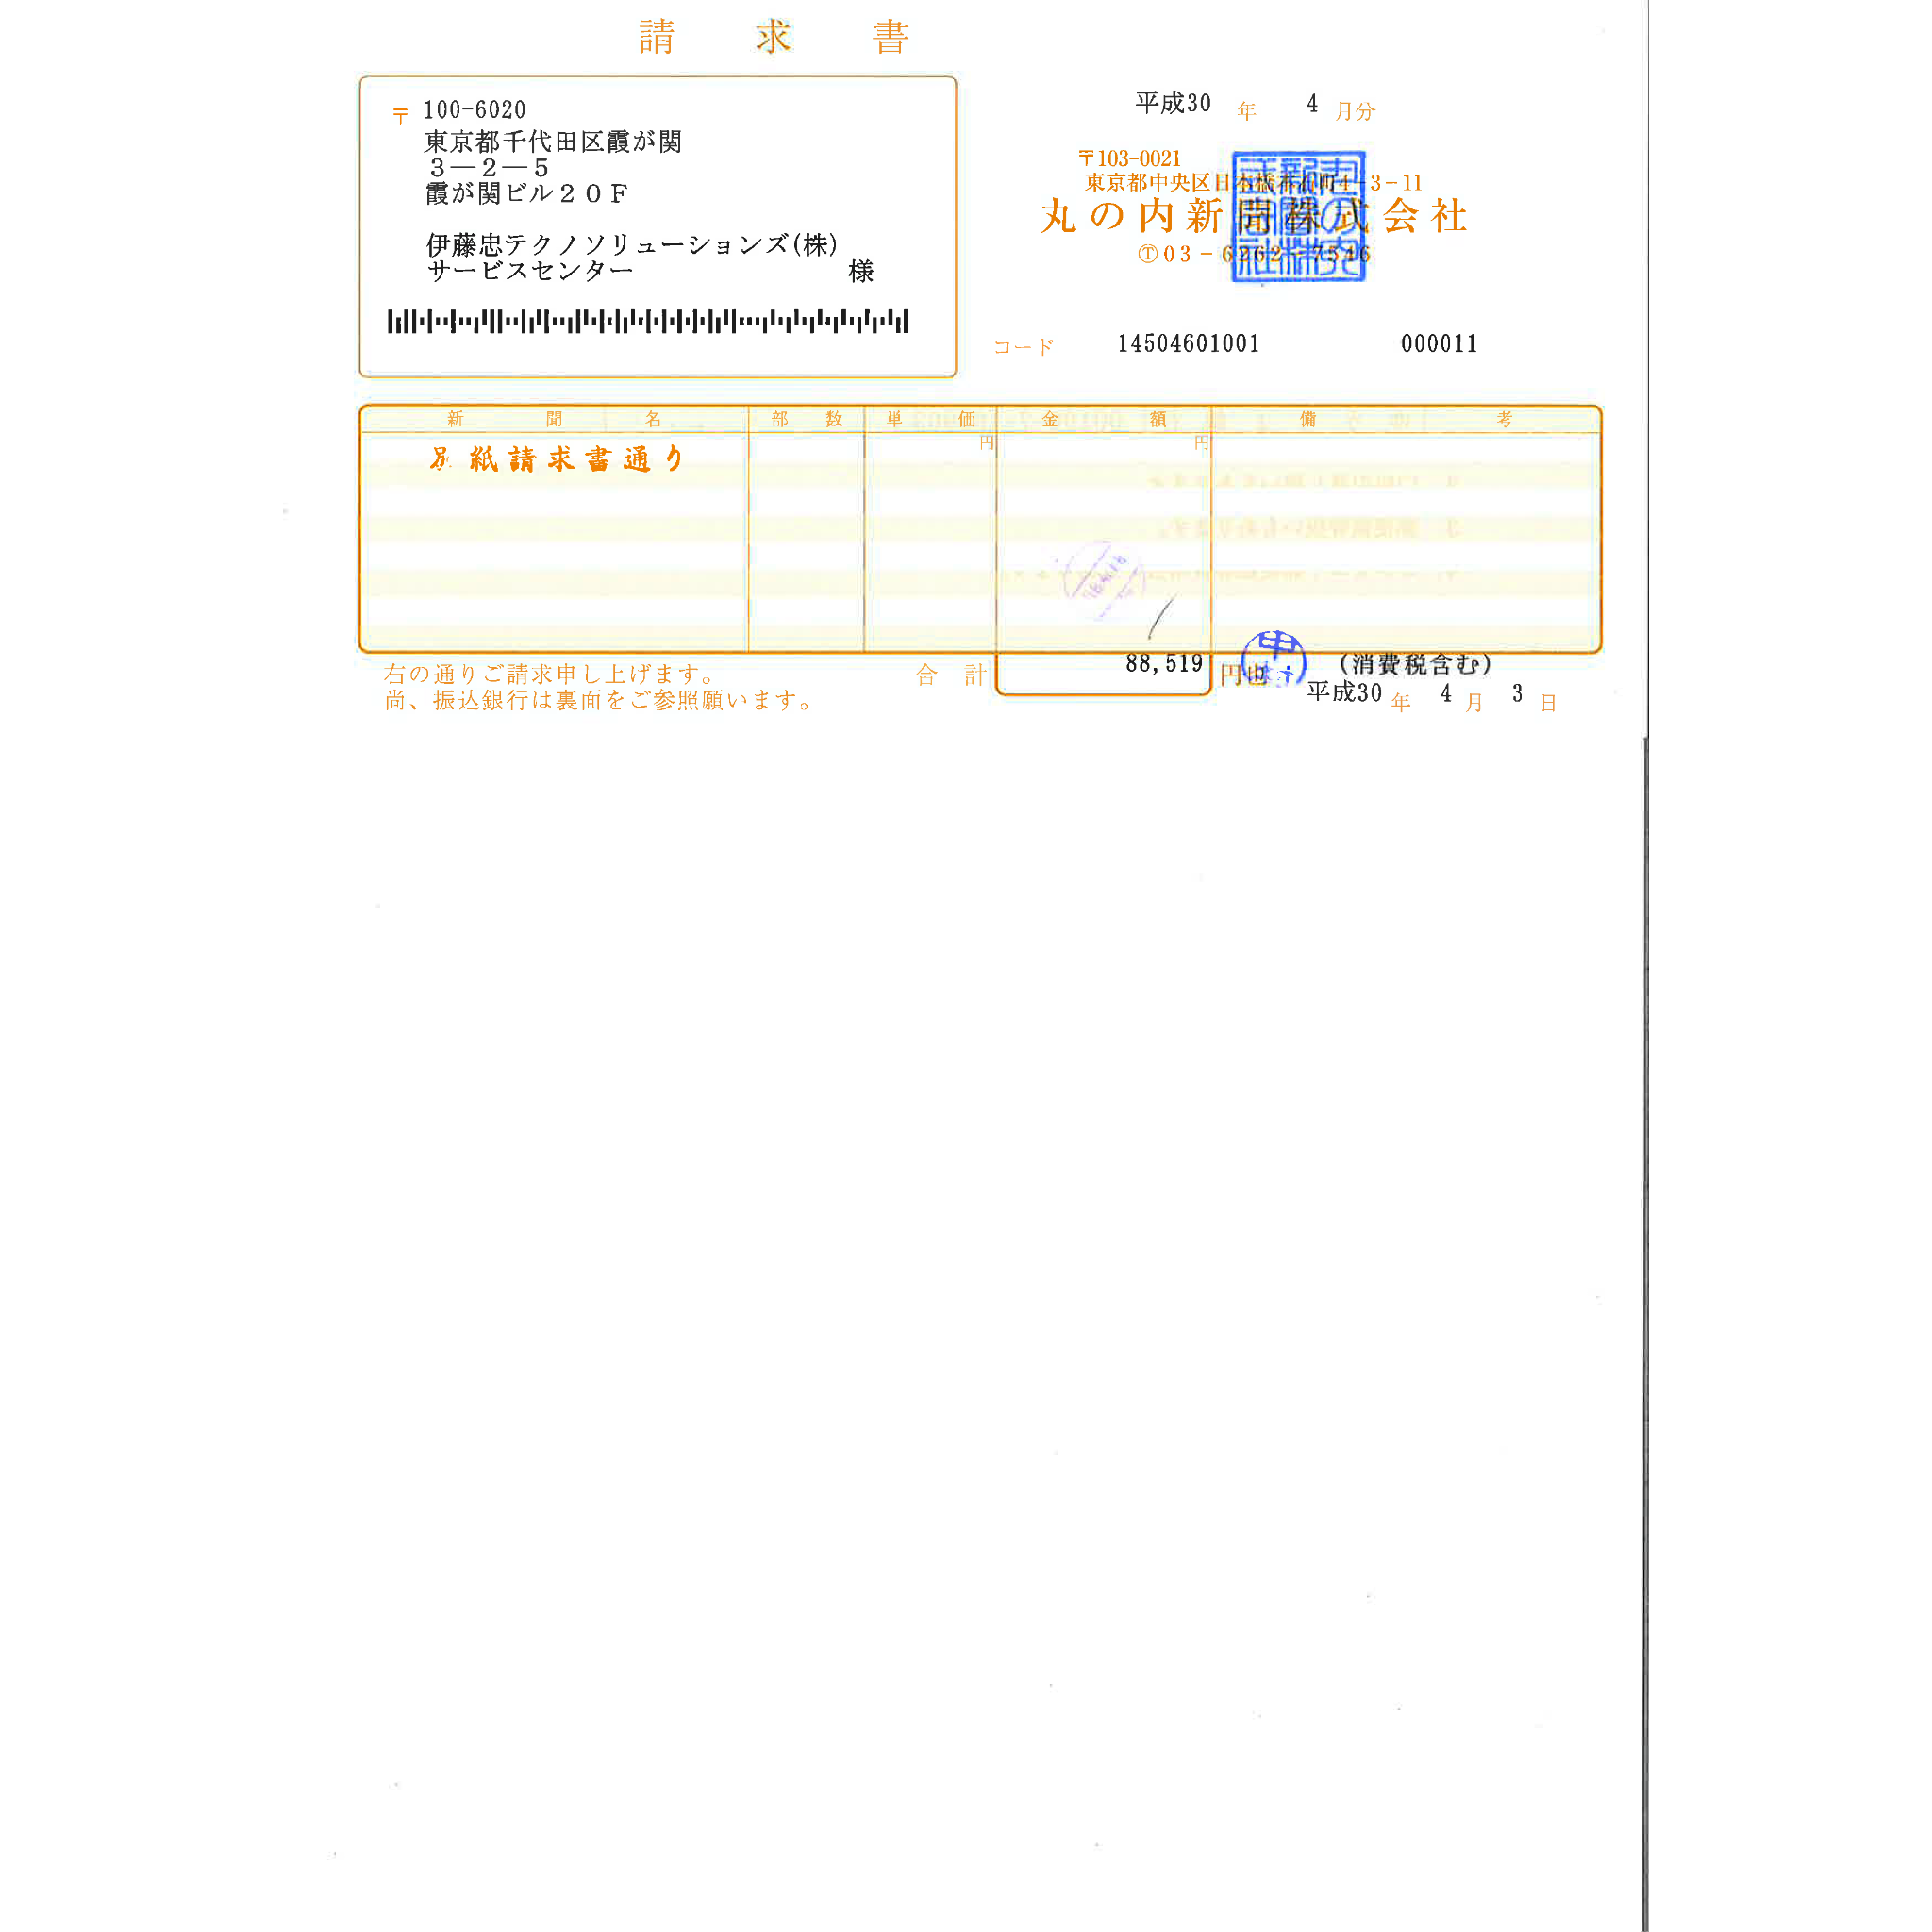 請求書
〒 100-6020
東京都千代田区霞が関
3―2―5
霞が関ビル20F
伊藤忠テクノソリューションズ(株)
サービスセンター 様
平成30 年 4 月分
〒103-0021
東京都中央区日本橋本石町4-3-11
丸の内新聞株式会社
Ⓣ03-6262-7546
コード 14504601001 000011
新聞名 部数 単価 金額 備考
円 円
別紙請求書通り
合計 88,519 円也 (消費税含む)
右の通りご請求申し上げます。
尚、振込銀行は裏面をご参照願います。
平成30 年 4 月 3 日